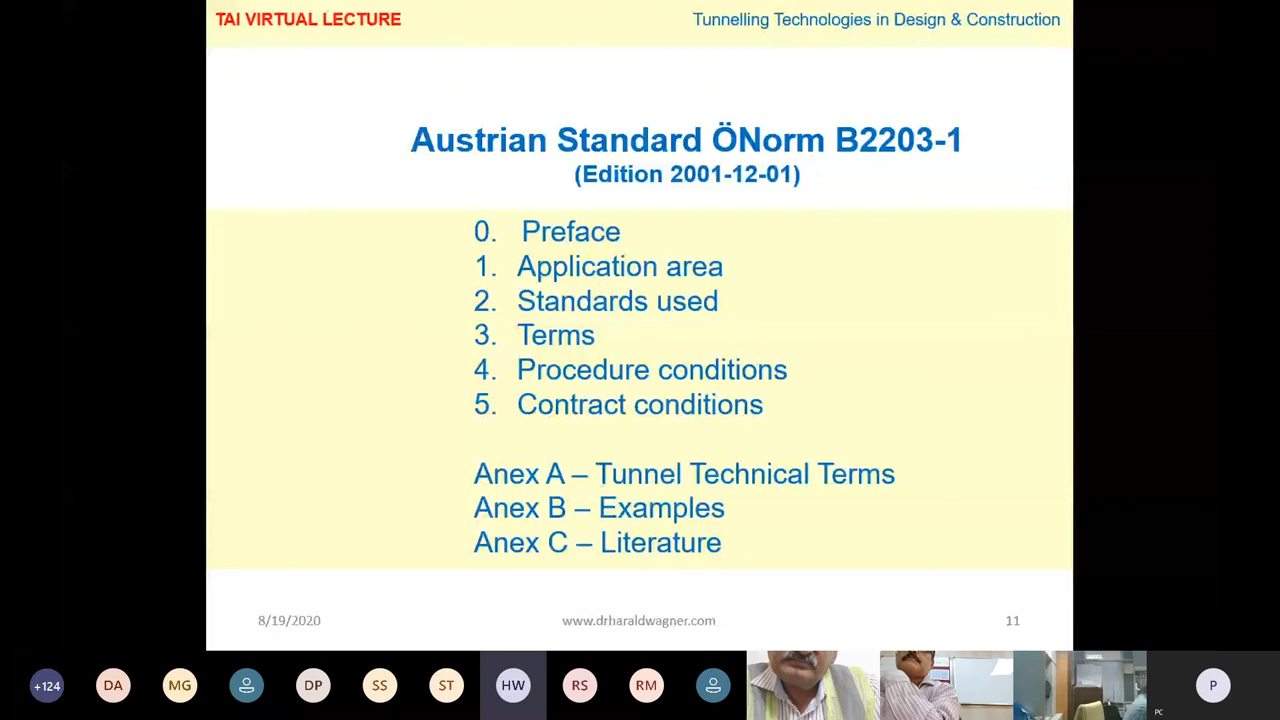 TAI VIRTUAL LECTURE
Tunnelling Technologies in Design & Construction
Austrian Standard ÖNorm B2203-1
(Edition 2001-12-01)
0. Preface
1. Application area
2. Standards used
3. Terms
4. Procedure conditions
5. Contract conditions
Anex A – Tunnel Technical Terms
Anex B – Examples
Anex C – Literature
8/19/2020
www.drharaldwagner.com
11
+124
DA
MG
DP
SS
ST
HW
RS
RM
P
PC